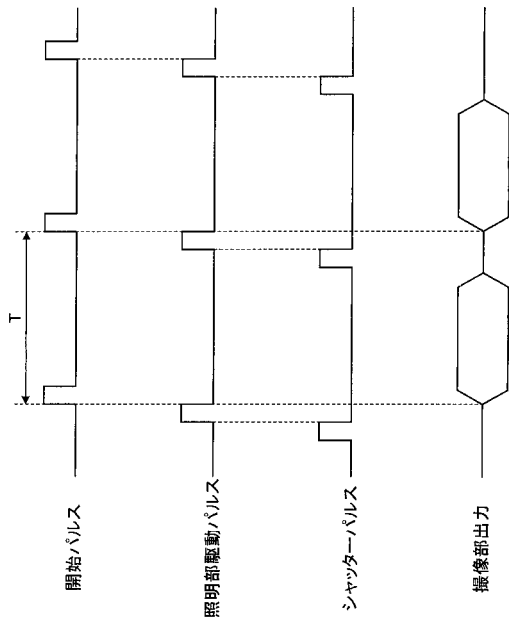 T
開始パルス
照明部駆動パルス
シャッターパルス
撮像部出力